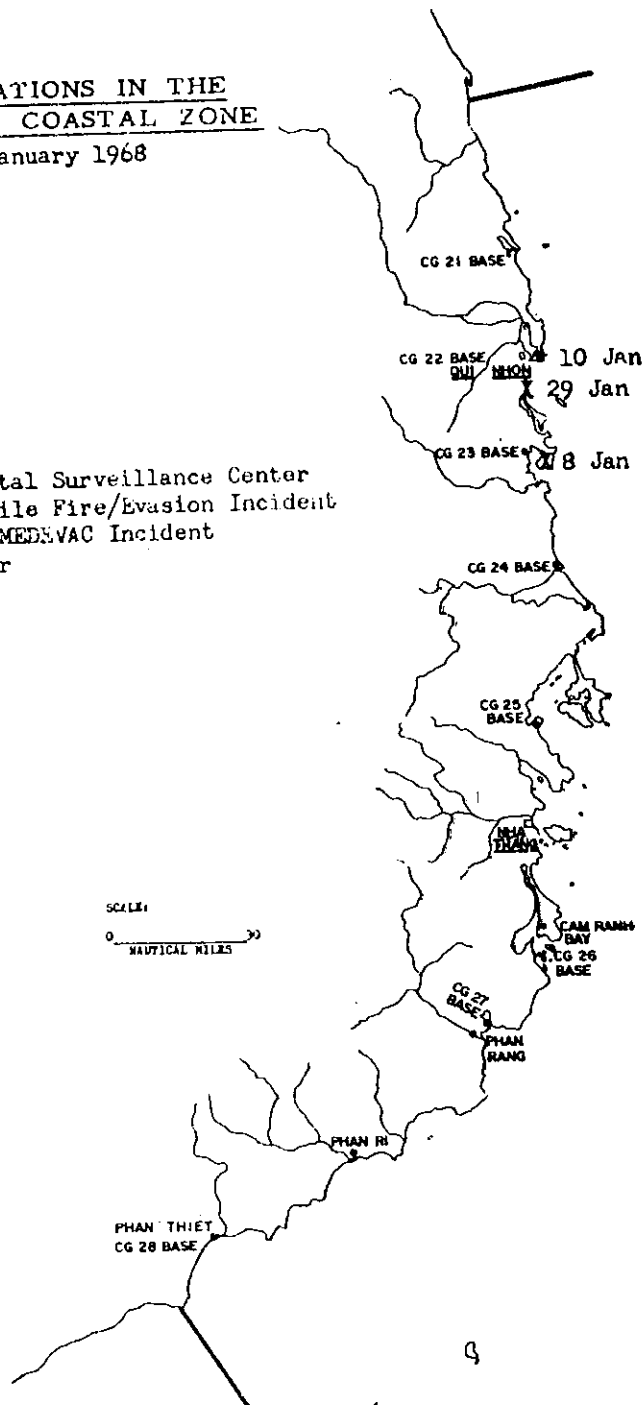 ATIONS IN THE
COASTAL ZONE
anuary 1968
CG 21 BASE
CG 22 BASE
10 Jan
QUI NHON
29 Jan
CG 23 BASE
8 Jan
tal Surveillance Center
ile Fire/Evasion Incident
MEDEVAC Incident
r
CG 24 BASE
CG 25
BASE
NHA
TRANG
SCALE:
0 30
NAUTICAL MILES
CAM RANH
BAY
CG 26
BASE
CG 27
BASE
PHAN
RANG
PHAN RI
PHAN THIET
CG 28 BASE